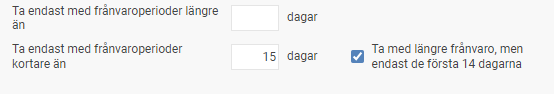 Ta endast med frånvaroperioder längre
än
dagar
Ta endast med frånvaroperioder
kortare än
15
dagar
Ta med längre frånvaro, men
endast de första 14 dagarna